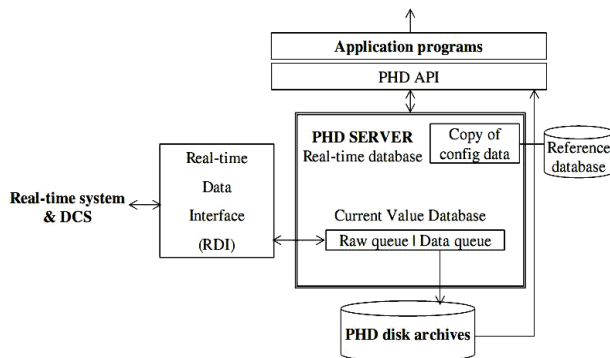 Application programs
PHD API
PHD SERVER
Real-time database
Copy of
config data
Reference
database
Real-time
Data
Interface
(RDI)
Real-time system
& DCS
Current Value Database
Raw queue | Data queue
PHD disk archives